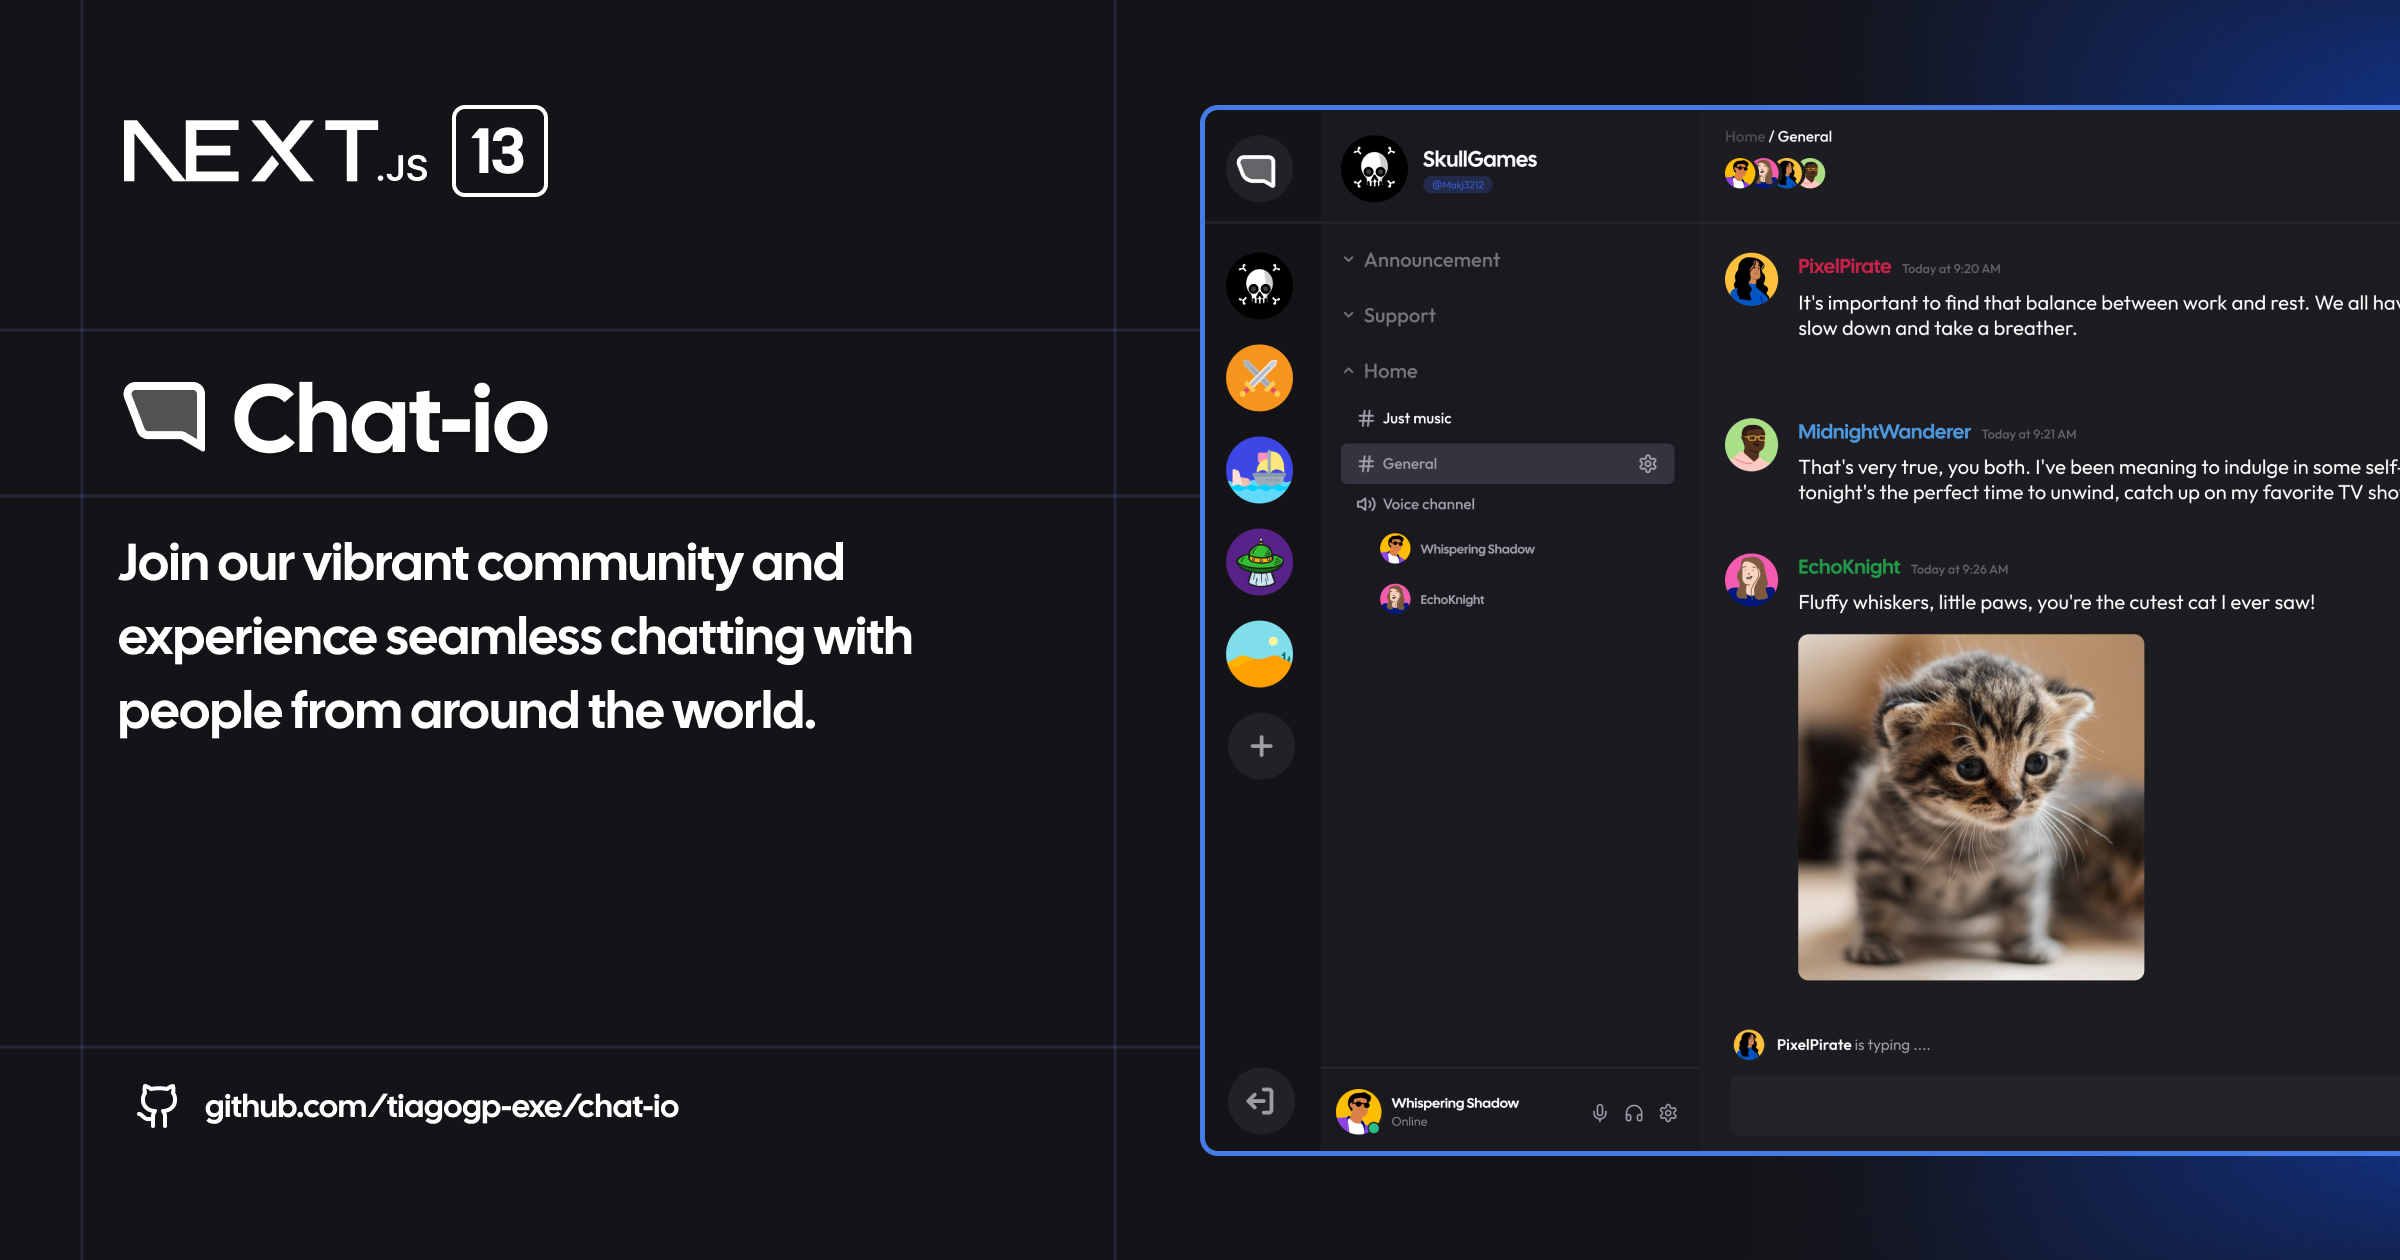 NEXT.JS 13
Chat-io
Join our vibrant community and
experience seamless chatting with
people from around the world.
github.com/tiagogp-exe/chat-io
SkullGames
@Makj3212
Announcement
Support
Home
Just music
General
Voice channel
Whispering Shadow
EchoKnight
Whispering Shadow
Online
Home / General
PixelPirate Today at 9:20 AM
It's important to find that balance between work and rest. We all hav
slow down and take a breather.
MidnightWanderer Today at 9:21 AM
That's very true, you both. I've been meaning to indulge in some self-
tonight's the perfect time to unwind, catch up on my favorite TV sho
EchoKnight Today at 9:26 AM
Fluffy whiskers, little paws, you're the cutest cat I ever saw!
PixelPirate is typing ....